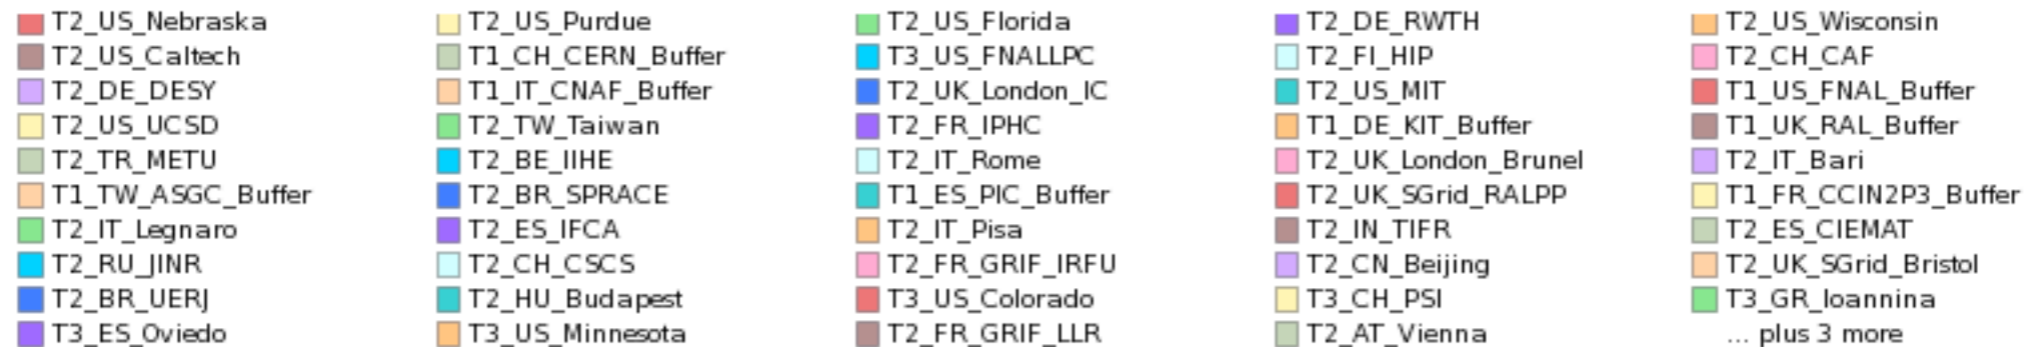 T2_US_Nebraska T2_US_Purdue T2_US_Florida T2_DE_RWTH T2_US_Wisconsin
T2_US_Caltech T1_CH_CERN_Buffer T3_US_FNALLPC T2_FI_HIP T2_CH_CAF
T2_DE_DESY T1_IT_CNAF_Buffer T2_UK_London_IC T2_US_MIT T1_US_FNAL_Buffer
T2_US_UCSD T2_TW_Taiwan T2_FR_IPHC T1_DE_KIT_Buffer T1_UK_RAL_Buffer
T2_TR_METU T2_BE_IIHE T2_IT_Rome T2_UK_London_Brunel T2_IT_Bari
T1_TW_ASGC_Buffer T2_BR_SPRACE T1_ES_PIC_Buffer T2_UK_SGrid_RALPP T1_FR_CCIN2P3_Buffer
T2_IT_Legnaro T2_ES_IFCA T2_IT_Pisa T2_IN_TIFR T2_ES_CIEMAT
T2_RU_JINR T2_CH_CSCS T2_FR_GRIF_IRFU T2_CN_Beijing T2_UK_SGrid_Bristol
T2_BR_UERJ T2_HU_Budapest T3_US_Colorado T3_CH_PSI T3_GR_Ioannina
T3_ES_Oviedo T3_US_Minnesota T2_FR_GRIF_LLR T2_AT_Vienna ... plus 3 more